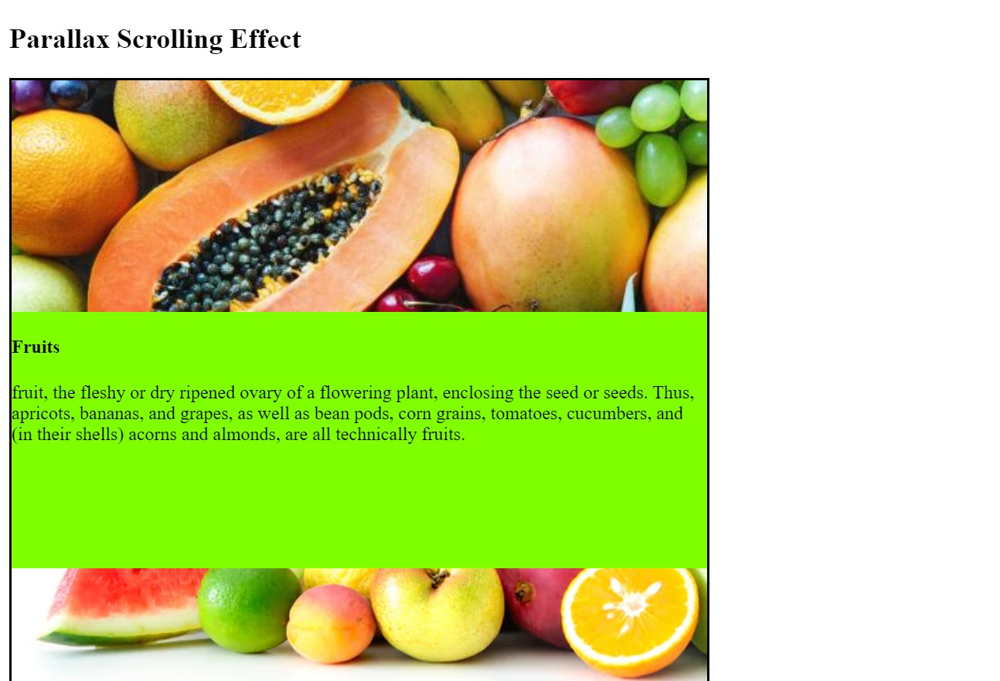 Parallax Scrolling Effect
Fruits
fruit, the fleshy or dry ripened ovary of a flowering plant, enclosing the seed or seeds. Thus,
apricots, bananas, and grapes, as well as bean pods, corn grains, tomatoes, cucumbers, and
(in their shells) acorns and almonds, are all technically fruits.